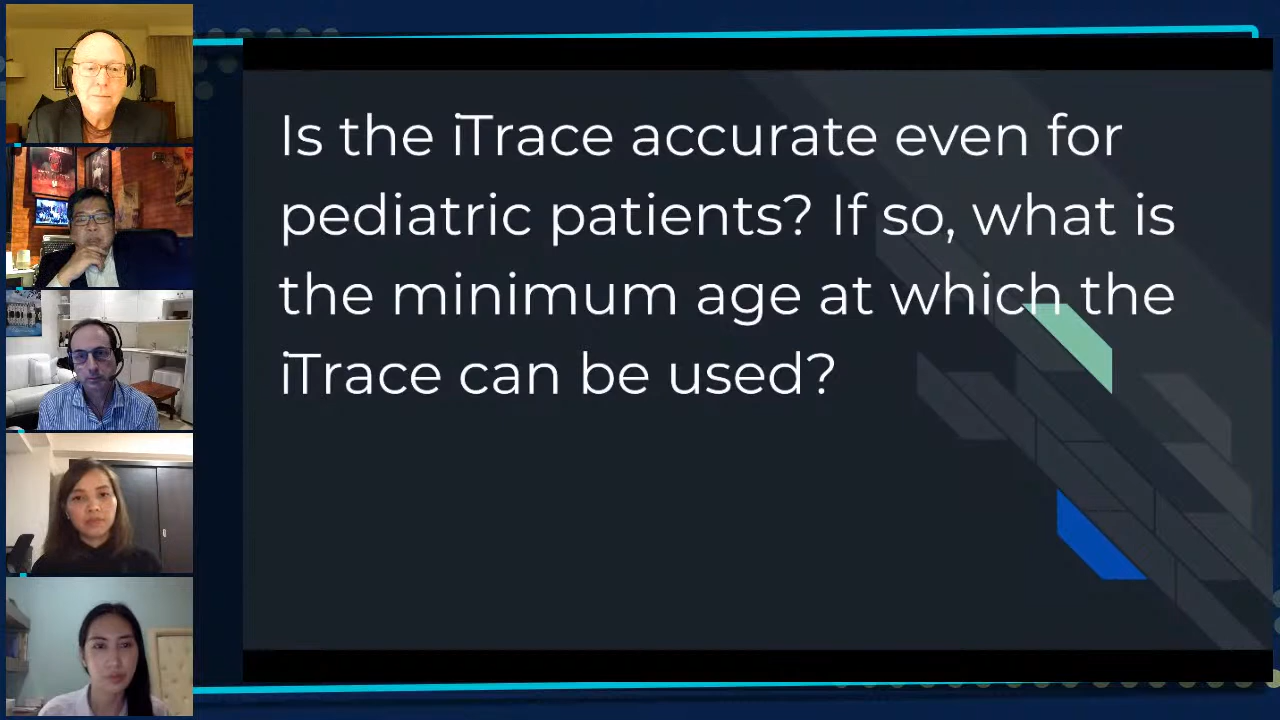 Is the iTrace accurate even for
pediatric patients? If so, what is
the minimum age at which the
iTrace can be used?